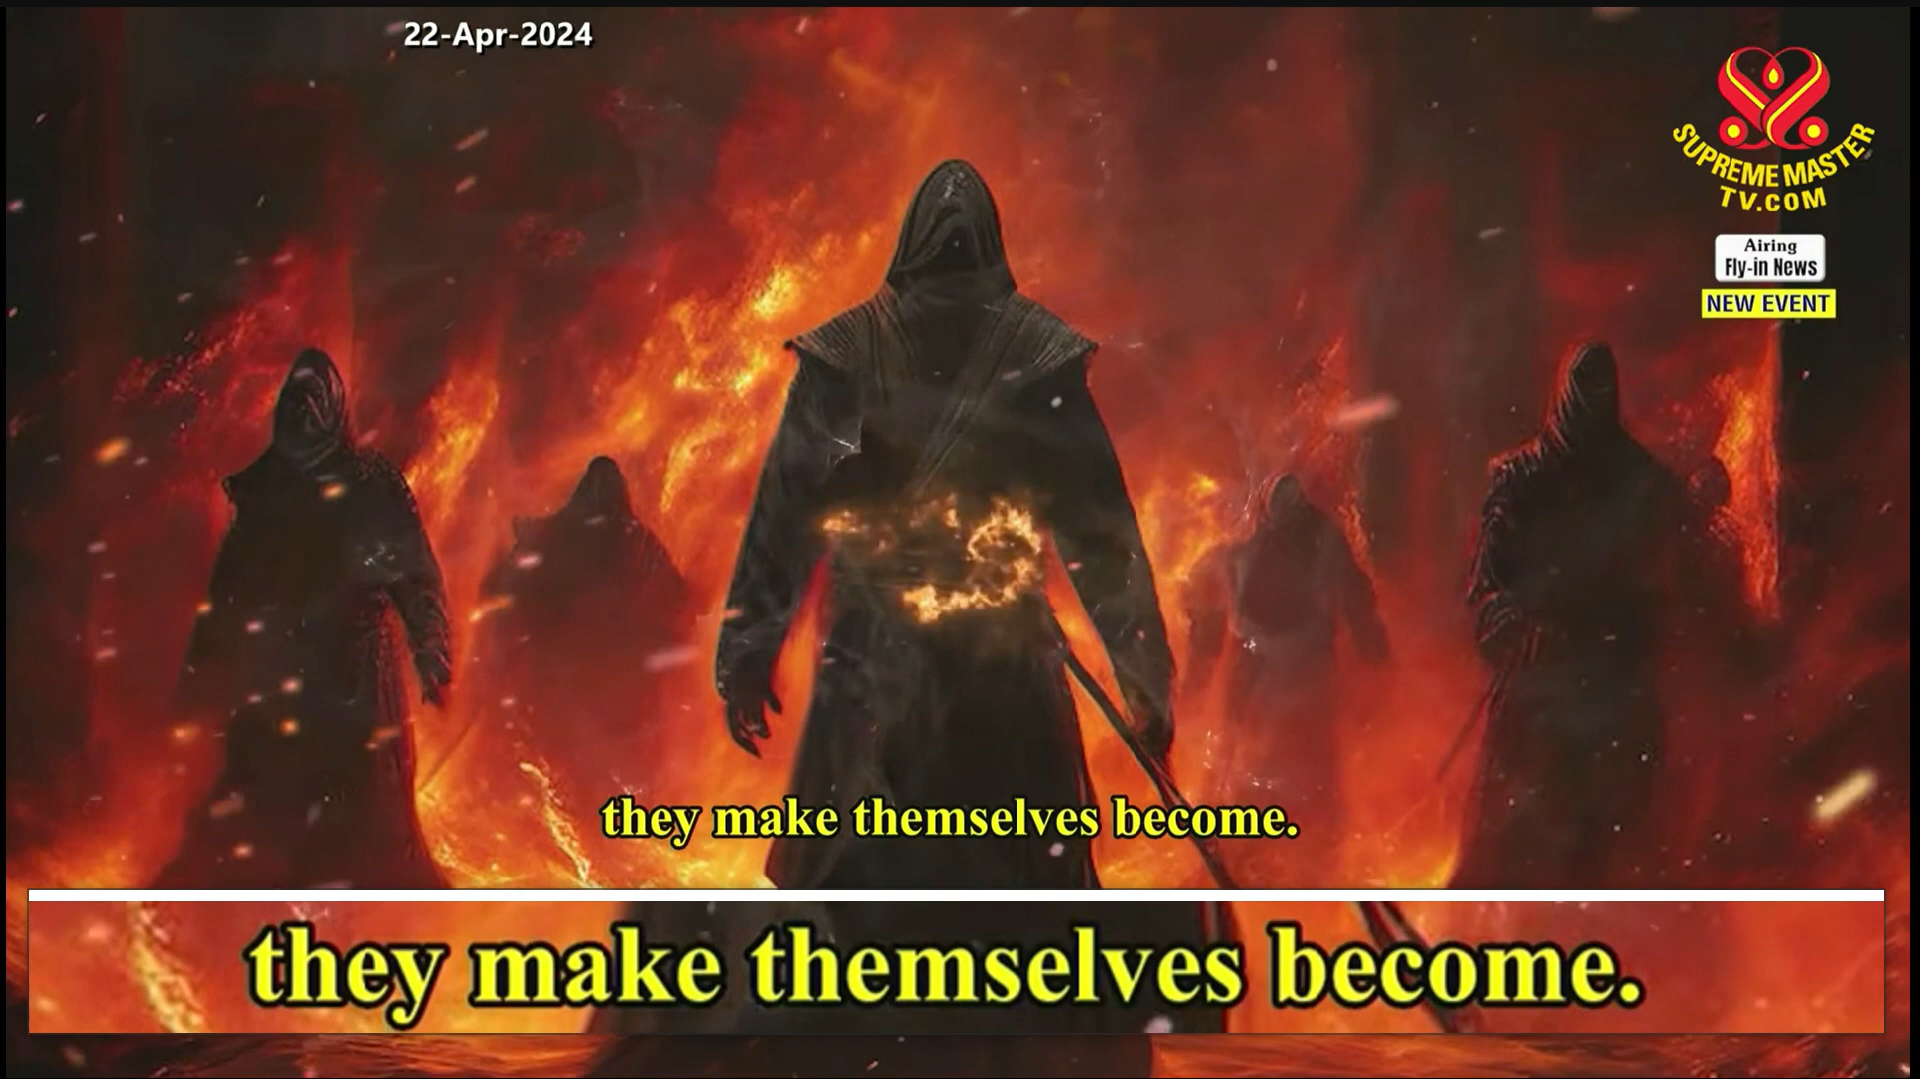 22-Apr-2024
SUPREME MASTER
TV.COM
Airing
Fly-in News
NEW EVENT
they make themselves become.
they make themselves become.